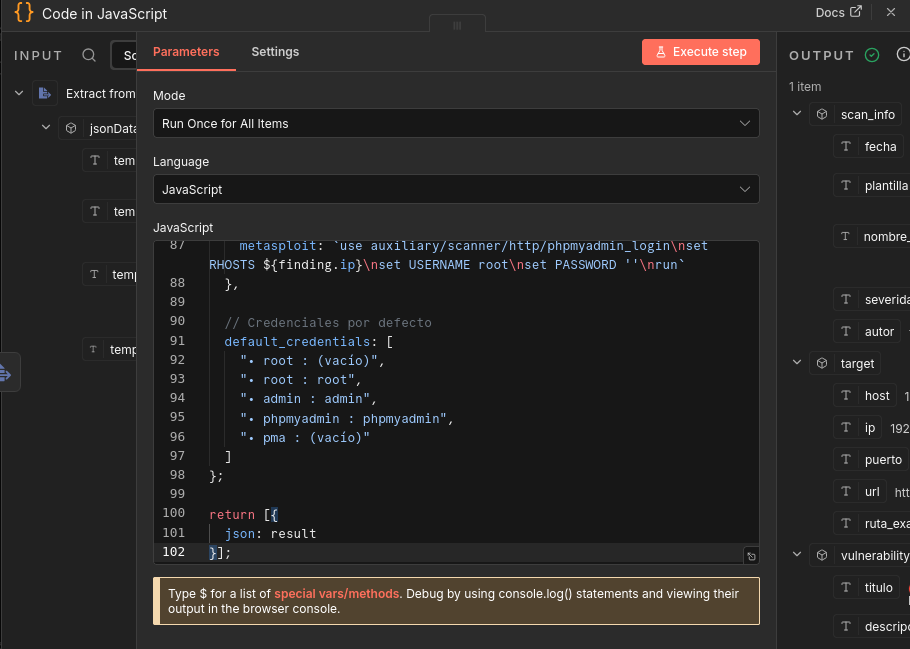 {} Code in JavaScript
Docs
INPUT
Parameters
Settings
Execute step
OUTPUT
1 item
Extract from
jsonData
T tem
T tem
T temp
T temp
Mode
Run Once for All Items
Language
JavaScript
JavaScript
87 metasploit: `use auxiliary/scanner/http/phpmyadmin_login\nset
RHOSTS ${finding.ip}\nset USERNAME root\nset PASSWORD ''\nrun`
88 },
89
90 // Credenciales por defecto
91 default_credentials: [
92 "• root : (vacío)",
93 "• root : root",
94 "• admin : admin",
95 "• phpmyadmin : phpmyadmin",
96 "• pma : (vacío)"
97 ]
98 };
99
100 return [{
101 json: result
102 }];
Type $ for a list of special vars/methods. Debug by using console.log() statements and viewing their
output in the browser console.
scan_info
T fecha
T plantilla
T nombre_
T severida
T autor
target
T host 1
T ip 192
T puerto
T url htt
T ruta_exa
vulnerability
T titulo
T descripc